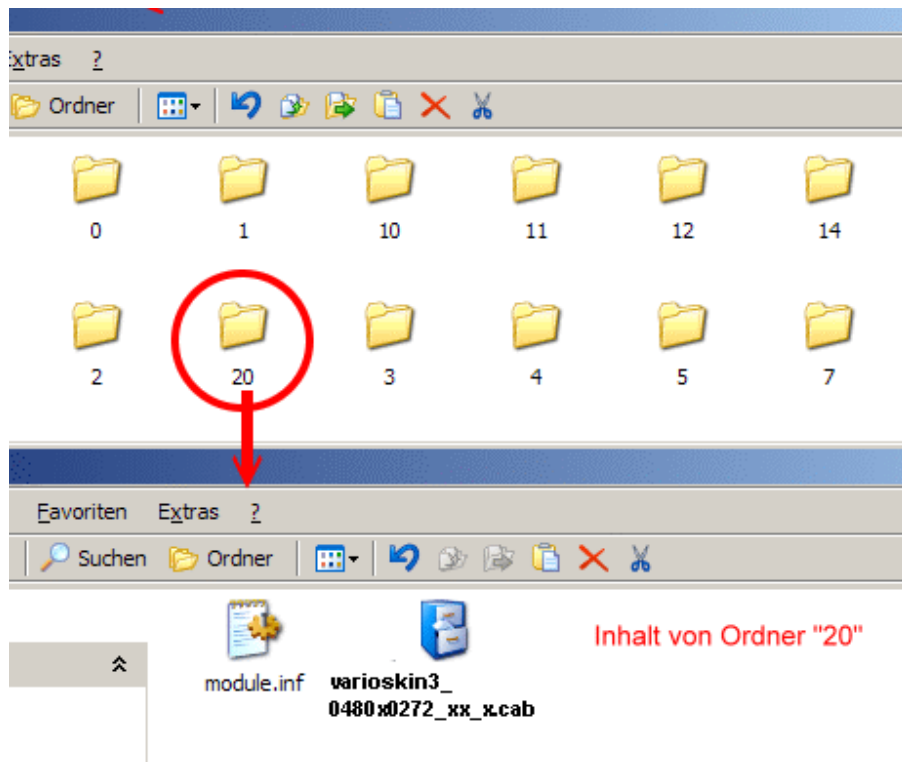 Extras ?
Ordner
0 1 10 11 12 14
2 20 3 4 5 7
Favoriten Extras ?
Suchen Ordner
Inhalt von Ordner "20"
module.inf varioskin3_
0480x0272_xx_x.cab